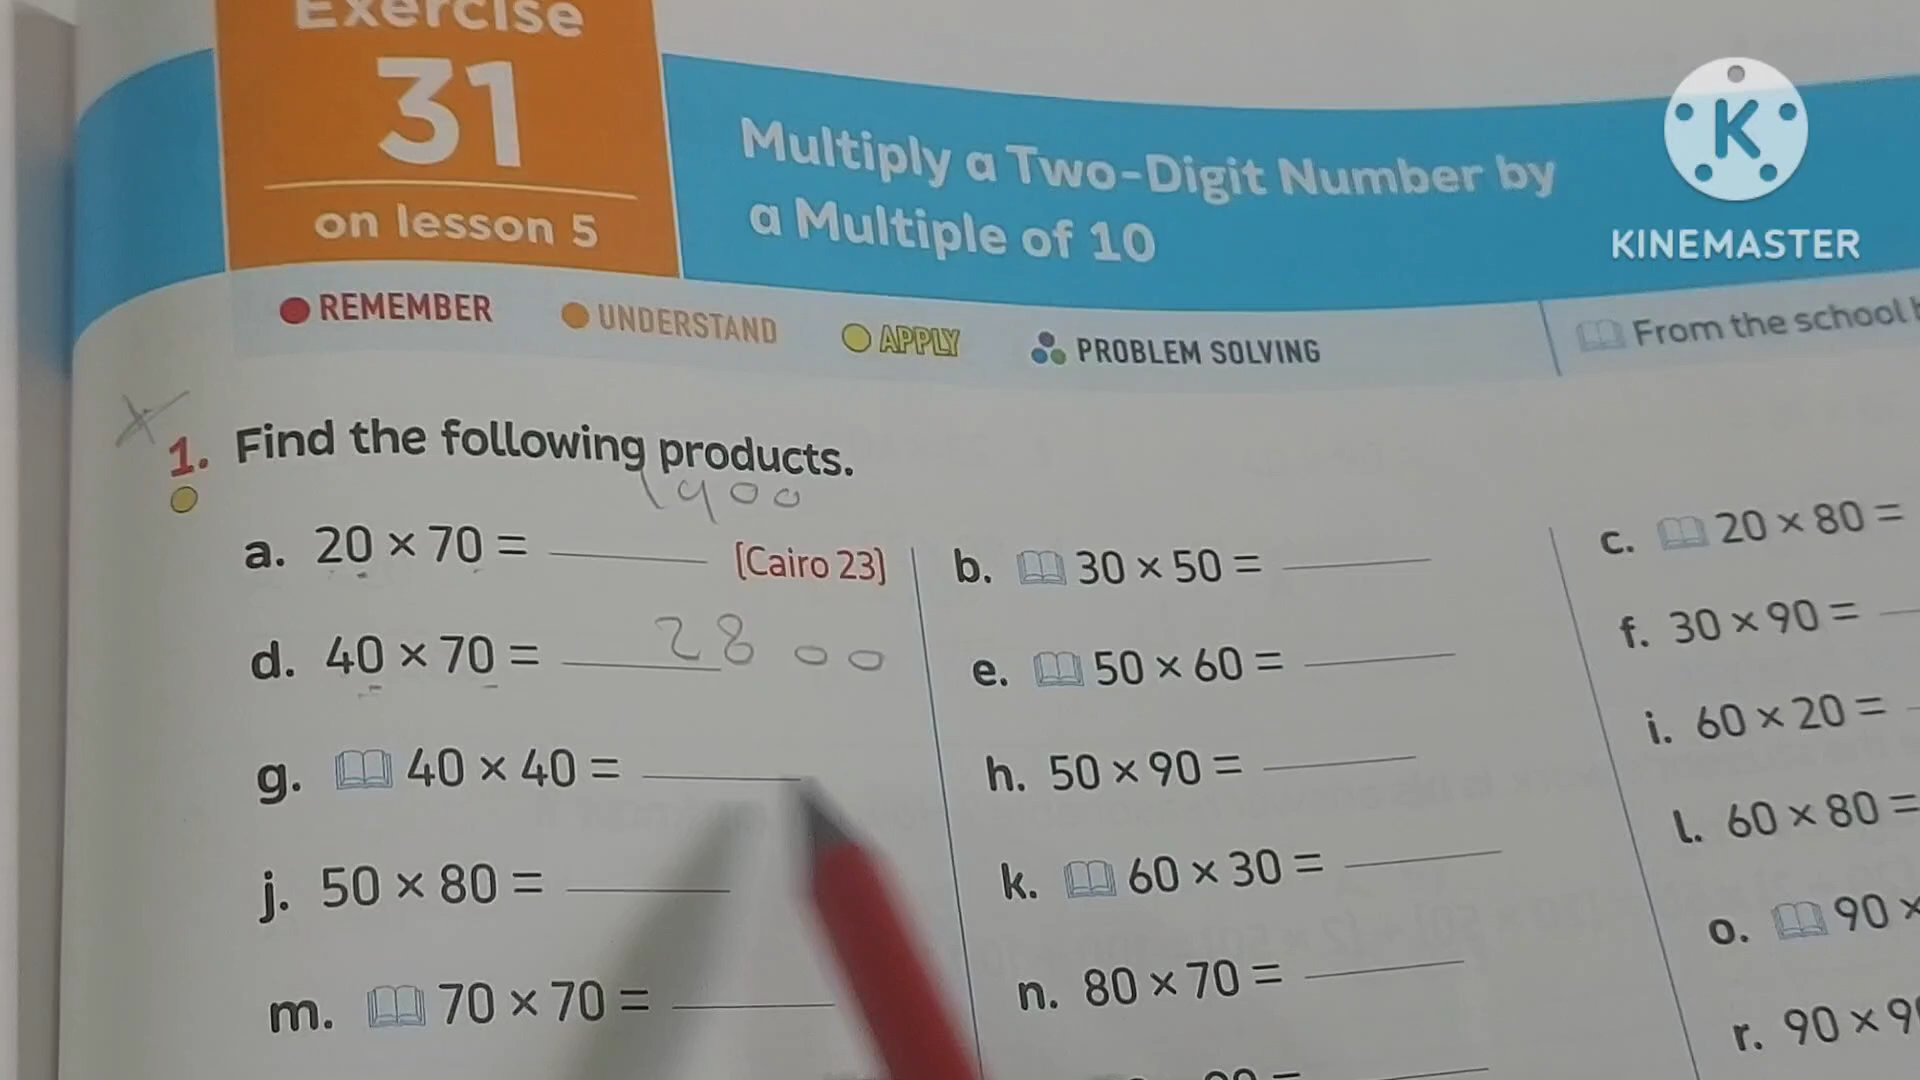 Exercise
31
on lesson 5
Multiply a Two-Digit Number by
a Multiple of 10
KINEMASTER
REMEMBER
UNDERSTAND
APPLY
PROBLEM SOLVING
From the school
1. Find the following products.
a. 20 × 70 = 1400 [Cairo 23]
b. 30 × 50 =
c. 20 × 80 =
d. 40 × 70 = 2800
e. 50 × 60 =
f. 30 × 90 =
g. 40 × 40 =
h. 50 × 90 =
i. 60 × 20 =
j. 50 × 80 =
k. 60 × 30 =
l. 60 × 80 =
m. 70 × 70 =
n. 80 × 70 =
o. 90 ×
r. 90 × 9